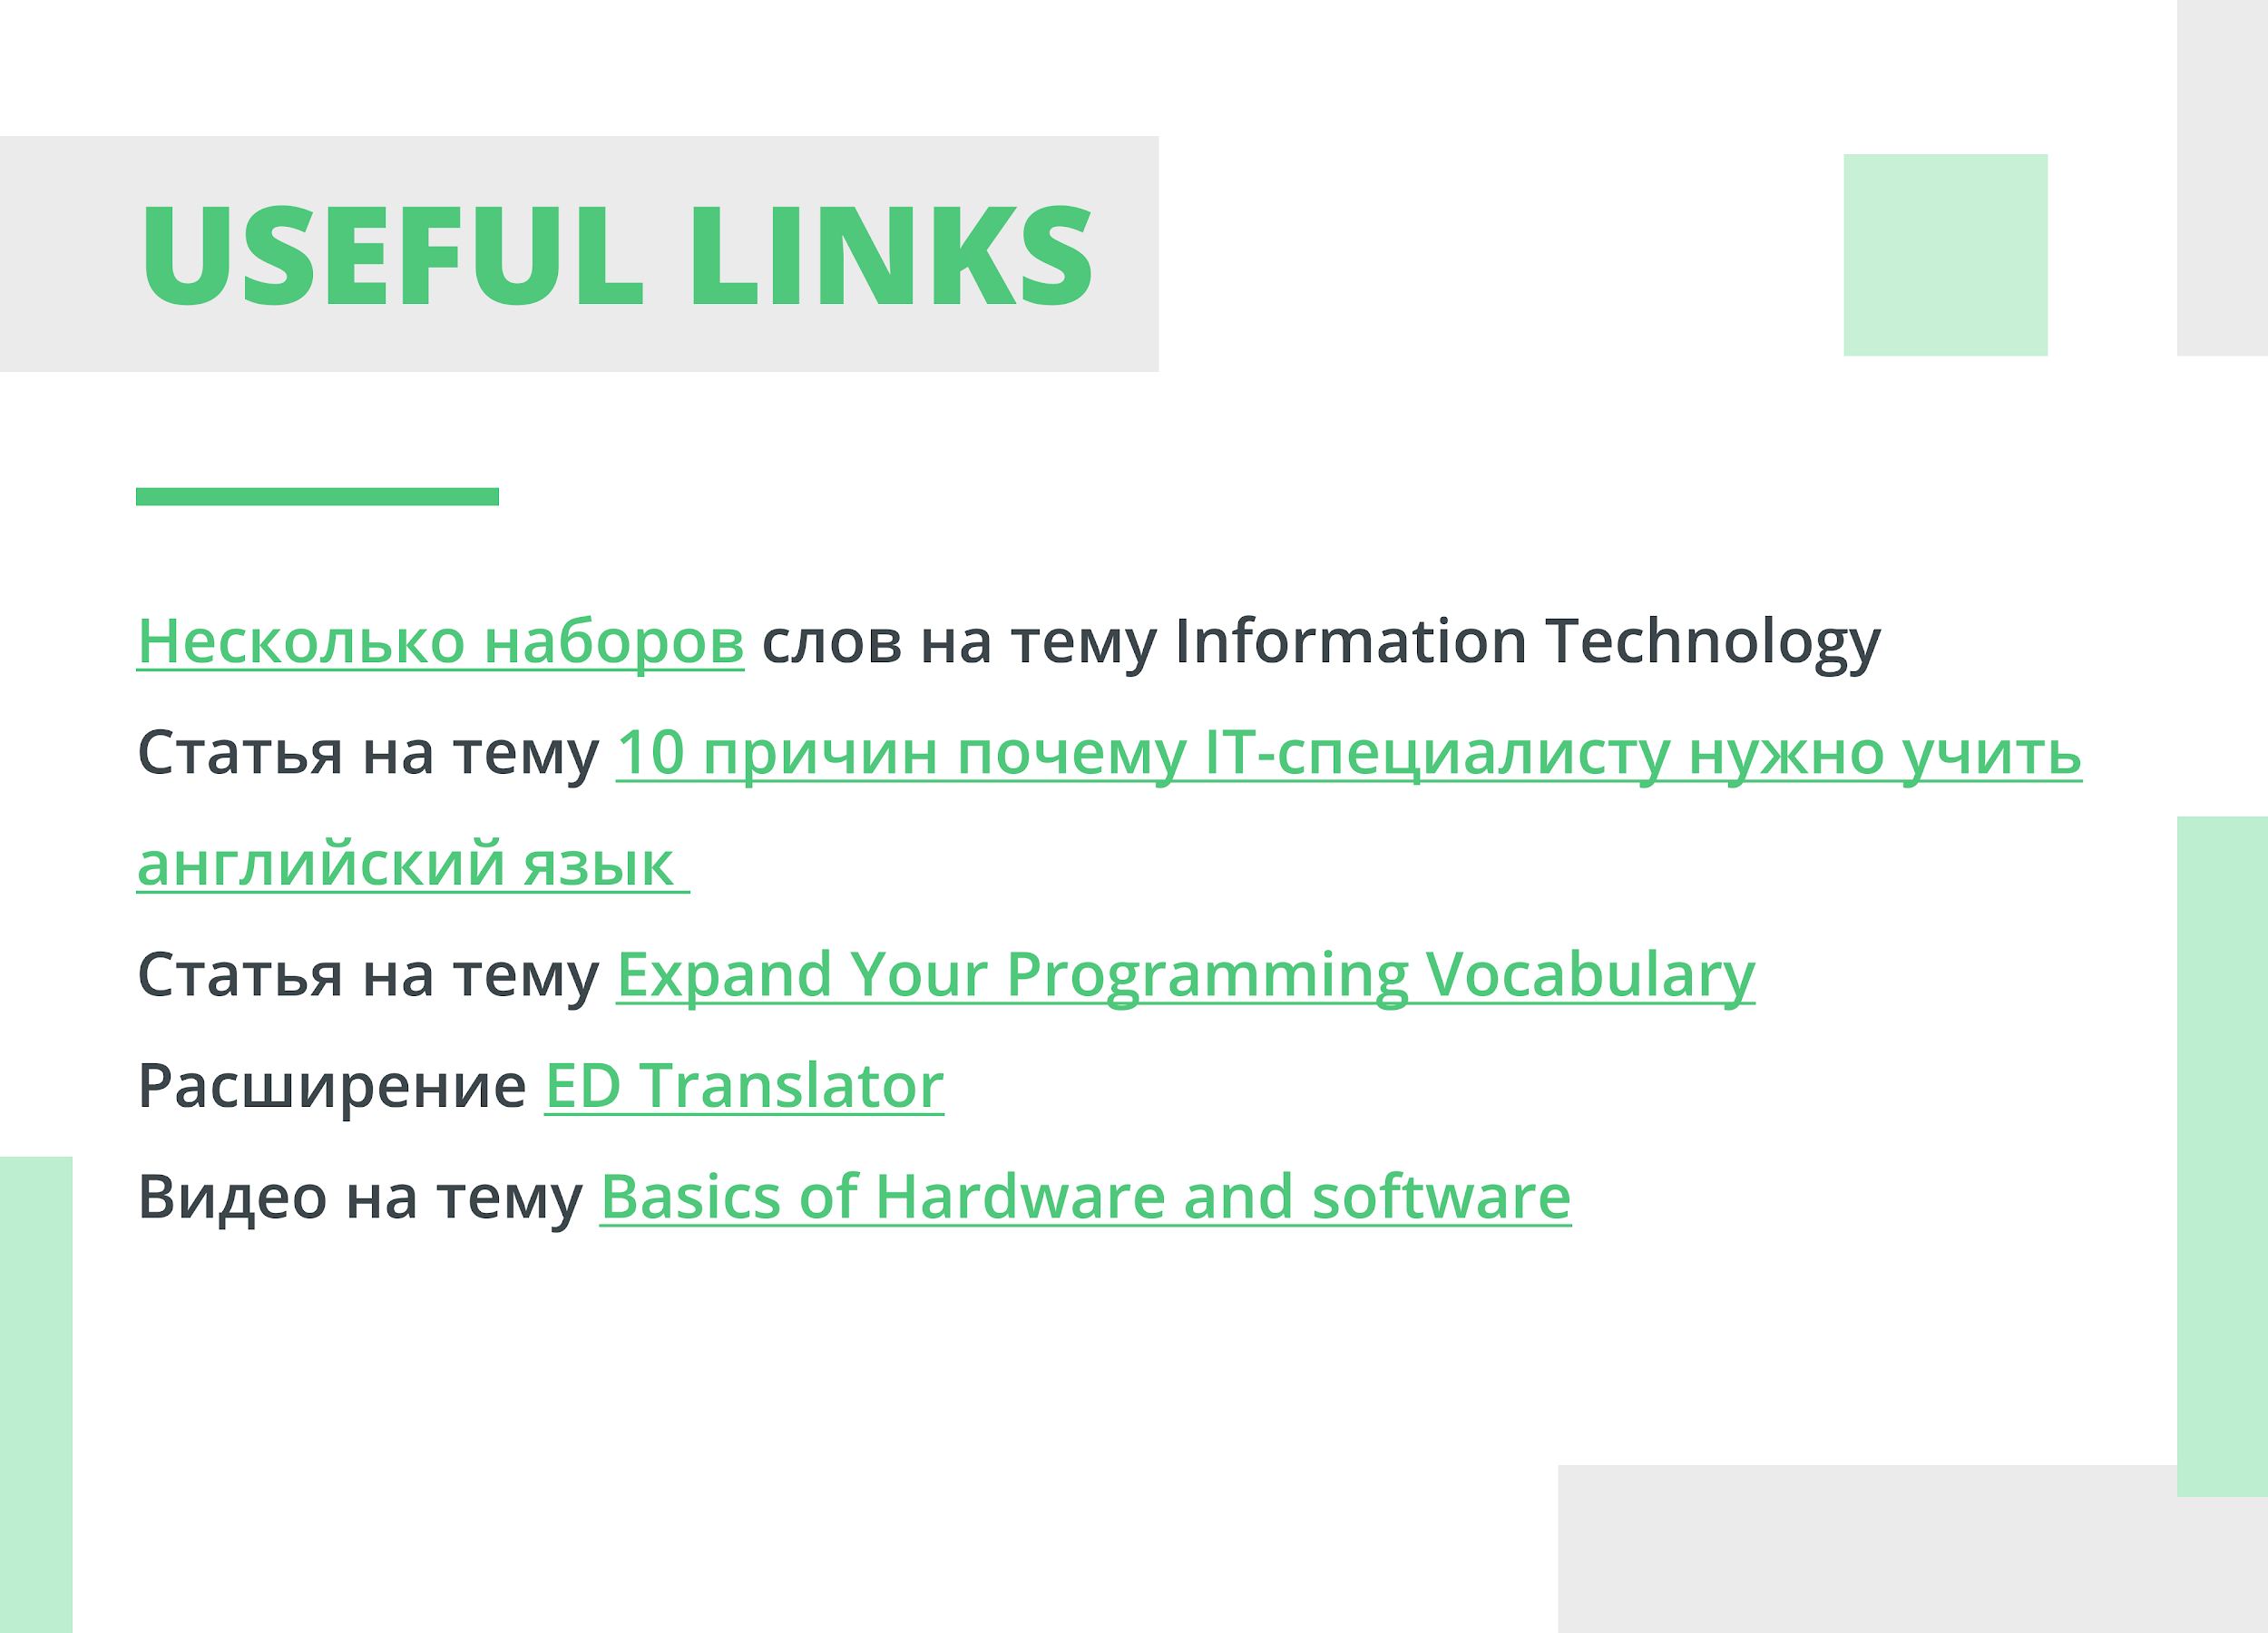 USEFUL LINKS
Несколько наборов слов на тему Information Technology
Статья на тему 10 причин почему IT-специалисту нужно учить
английский язык
Статья на тему Expand Your Programming Vocabulary
Расширение ED Translator
Видео на тему Basics of Hardware and software